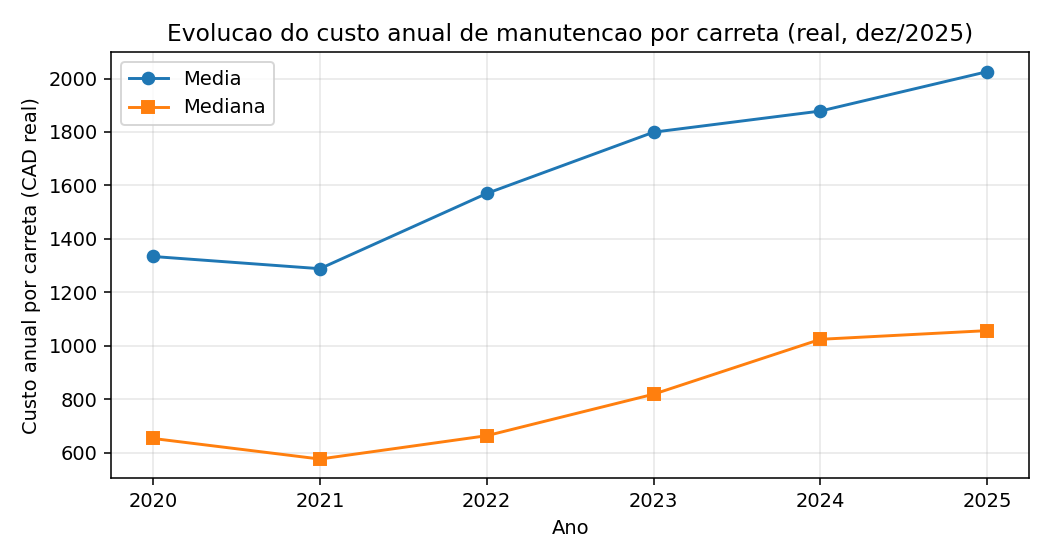 Evolucao do custo anual de manutencao por carreta (real, dez/2025)
Media
Mediana
Custo anual por carreta (CAD real)
2000
1800
1600
1400
1200
1000
800
600
2020 2021 2022 2023 2024 2025
Ano